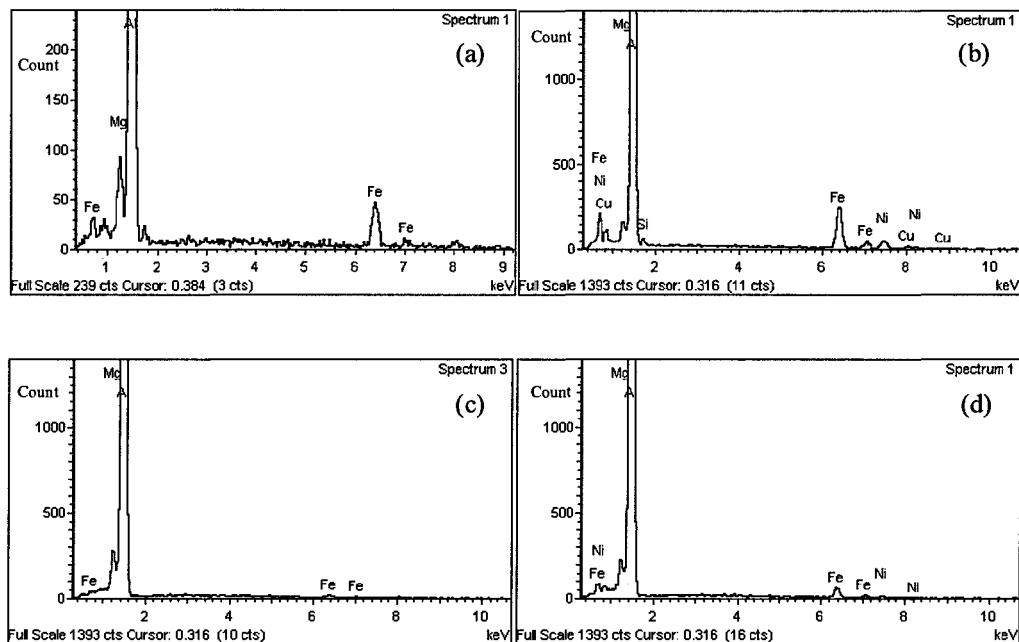 Spectrum 1
200
Count
Al
(a)
150
Mg
100
50
Fe
Fe
Fe
0
1 2 3 4 5 6 7 8 9
Full Scale 239 cts Cursor: 0.384 (3 cts) keV
Spectrum 1
Mg
Count
A
(b)
1000
500
Fe
Ni
Cu
Si
Fe
Fe
Ni
Ni
Cu
Cu
0
2 4 6 8 10
Full Scale 1393 cts Cursor: 0.316 (11 cts) keV
Spectrum 3
Mg
Count
A
(c)
1000
500
Fe
Fe
Fe
0
2 4 6 8 10
Full Scale 1393 cts Cursor: 0.316 (10 cts) keV
Spectrum 1
Mg
Count
A
(d)
1000
500
Ni
Fe
Fe
Fe
Ni
Ni
0
2 4 6 8 10
Full Scale 1393 cts Cursor: 0.316 (16 cts) keV